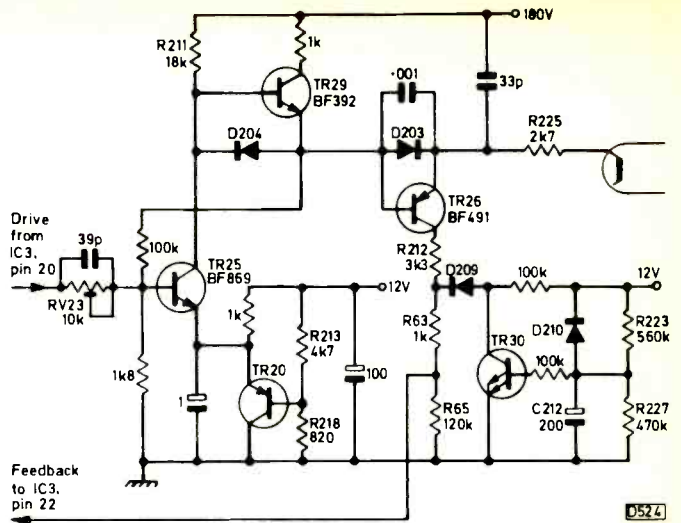 180V
R211
18k
1k
TR29
BF392
·001
33p
R225
2k7
D204
D203
TR26
BF491
Drive
from
IC3,
pin 20
39p
RV23
10k
100k
TR25
BF869
R212
3k3
D209
100k
12V
1k
12V
R213
4k7
R63
1k
D210
R223
560k
TR30
100k
1k8
1
TR20
100
R218
820
R65
120k
C212
200
R227
470k
Feedback
to IC3,
pin 22
D524